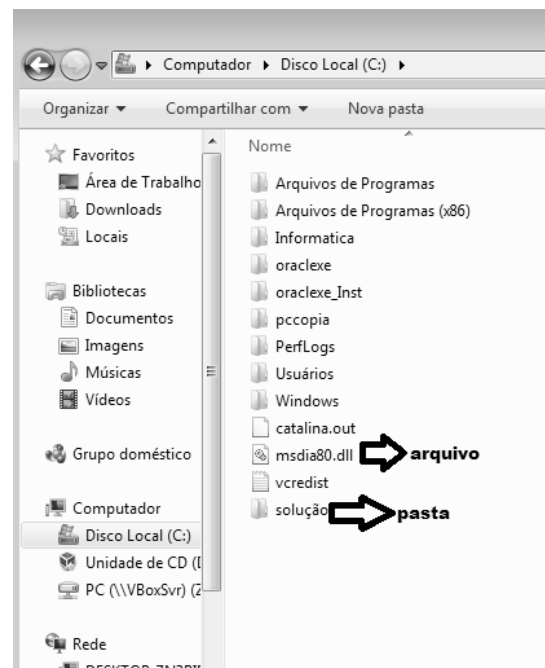 Computador Disco Local (C:)
Organizar Compartilhar com Nova pasta
Favoritos
Área de Trabalho
Downloads
Locais
Bibliotecas
Documentos
Imagens
Músicas
Vídeos
Grupo doméstico
Computador
Disco Local (C:)
Unidade de CD (
PC (\\VBoxSvr) (Z
Rede
Nome
Arquivos de Programas
Arquivos de Programas (x86)
Informatica
oraclexe
oraclexe_Inst
pccopia
PerfLogs
Usuários
Windows
catalina.out
msdia80.dll arquivo
vcredist
solução pasta